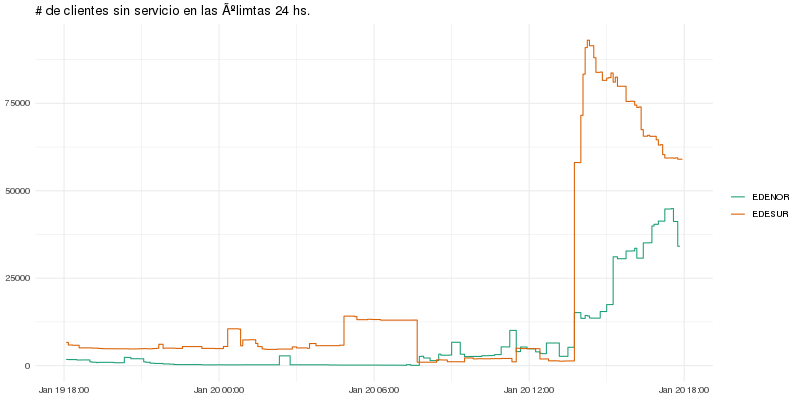 # de clientes sin servicio en las Ãºlimtas 24 hs.
75000
50000
25000
0
Jan 19 18:00
Jan 20 00:00
Jan 20 06:00
Jan 20 12:00
Jan 20 18:00
EDENOR
EDESUR